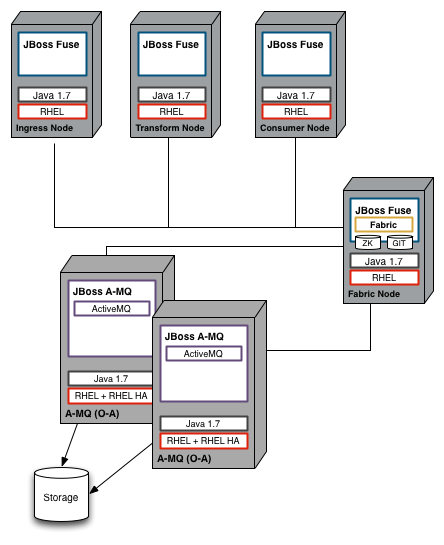 JBoss Fuse
Java 1.7
RHEL
Ingress Node
JBoss Fuse
Java 1.7
RHEL
Transform Node
JBoss Fuse
Java 1.7
RHEL
Consumer Node
JBoss Fuse
Fabric
ZK
GIT
Java 1.7
RHEL
Fabric Node
JBoss A-MQ
ActiveMQ
Java 1.7
RHEL + RHEL HA
A-MQ (O-A)
JBoss A-MQ
ActiveMQ
Java 1.7
RHEL + RHEL HA
A-MQ (O-A)
Storage